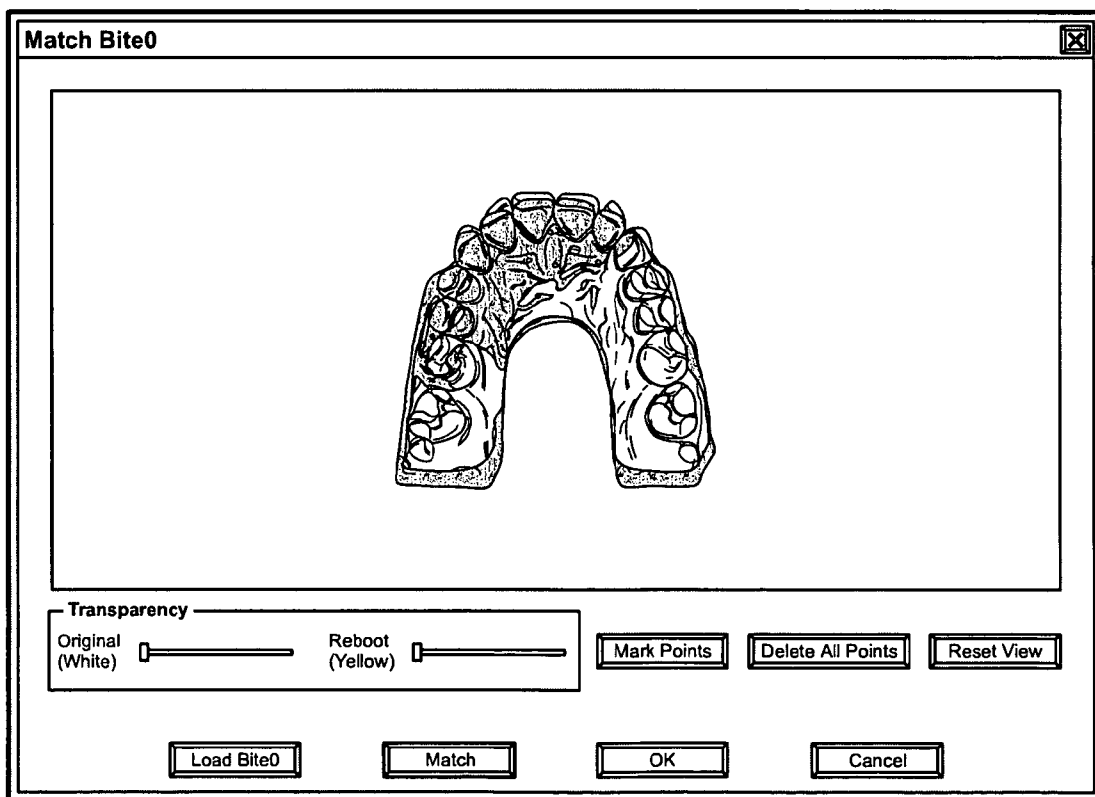 Match Bite0
Transparency
Original
(White)
Reboot
(Yellow)
Mark Points
Delete All Points
Reset View
Load Bite0
Match
OK
Cancel